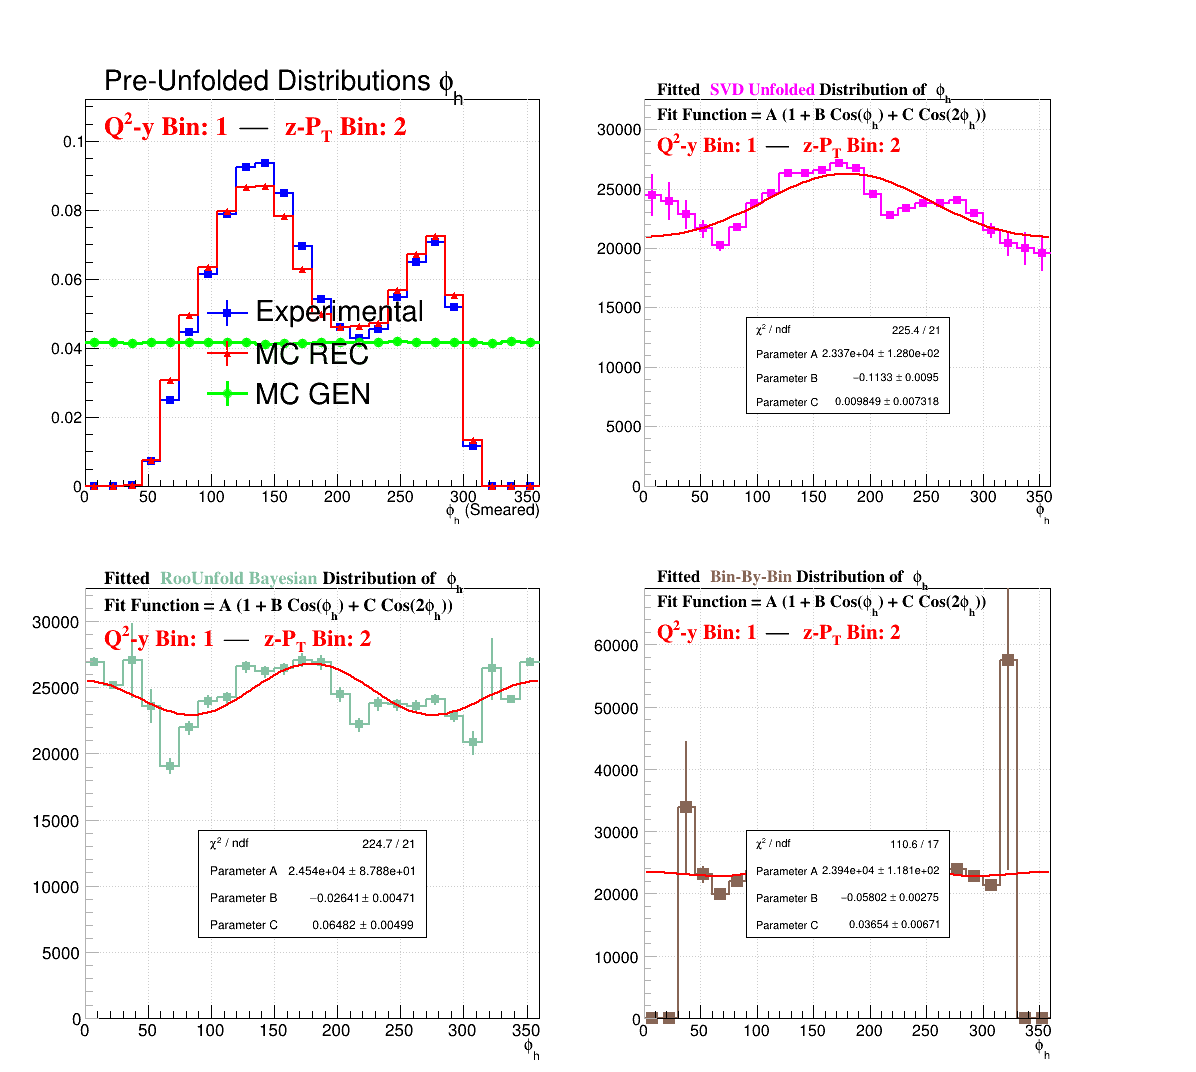 Pre-Unfolded Distributions ϕh
Q²-y Bin: 1 — z-PT Bin: 2
0.1
0.08
0.06
0.04
0.02
0
Experimental
MC REC
MC GEN
0 50 100 150 200 250 300 350
ϕh (Smeared)
Fitted SVD Unfolded Distribution of ϕh
Fit Function = A (1 + B Cos(ϕh) + C Cos(2ϕh))
Q²-y Bin: 1 — z-PT Bin: 2
30000
25000
20000
15000
10000
5000
0
χ² / ndf 225.4 / 21
Parameter A 2.337e+04 ± 1.280e+02
Parameter B −0.1133 ± 0.0095
Parameter C 0.009849 ± 0.007318
0 50 100 150 200 250 300 350
ϕh
Fitted RooUnfold Bayesian Distribution of ϕh
Fit Function = A (1 + B Cos(ϕh) + C Cos(2ϕh))
Q²-y Bin: 1 — z-PT Bin: 2
30000
25000
20000
15000
10000
5000
0
χ² / ndf 224.7 / 21
Parameter A 2.454e+04 ± 8.788e+01
Parameter B −0.02641 ± 0.00471
Parameter C 0.06482 ± 0.00499
0 50 100 150 200 250 300 350
ϕh
Fitted Bin-By-Bin Distribution of ϕh
Fit Function = A (1 + B Cos(ϕh) + C Cos(2ϕh))
Q²-y Bin: 1 — z-PT Bin: 2
60000
50000
40000
30000
20000
10000
0
χ² / ndf 110.6 / 17
Parameter A 2.394e+04 ± 1.181e+02
Parameter B −0.05802 ± 0.00275
Parameter C 0.03654 ± 0.00671
0 50 100 150 200 250 300 350
ϕh